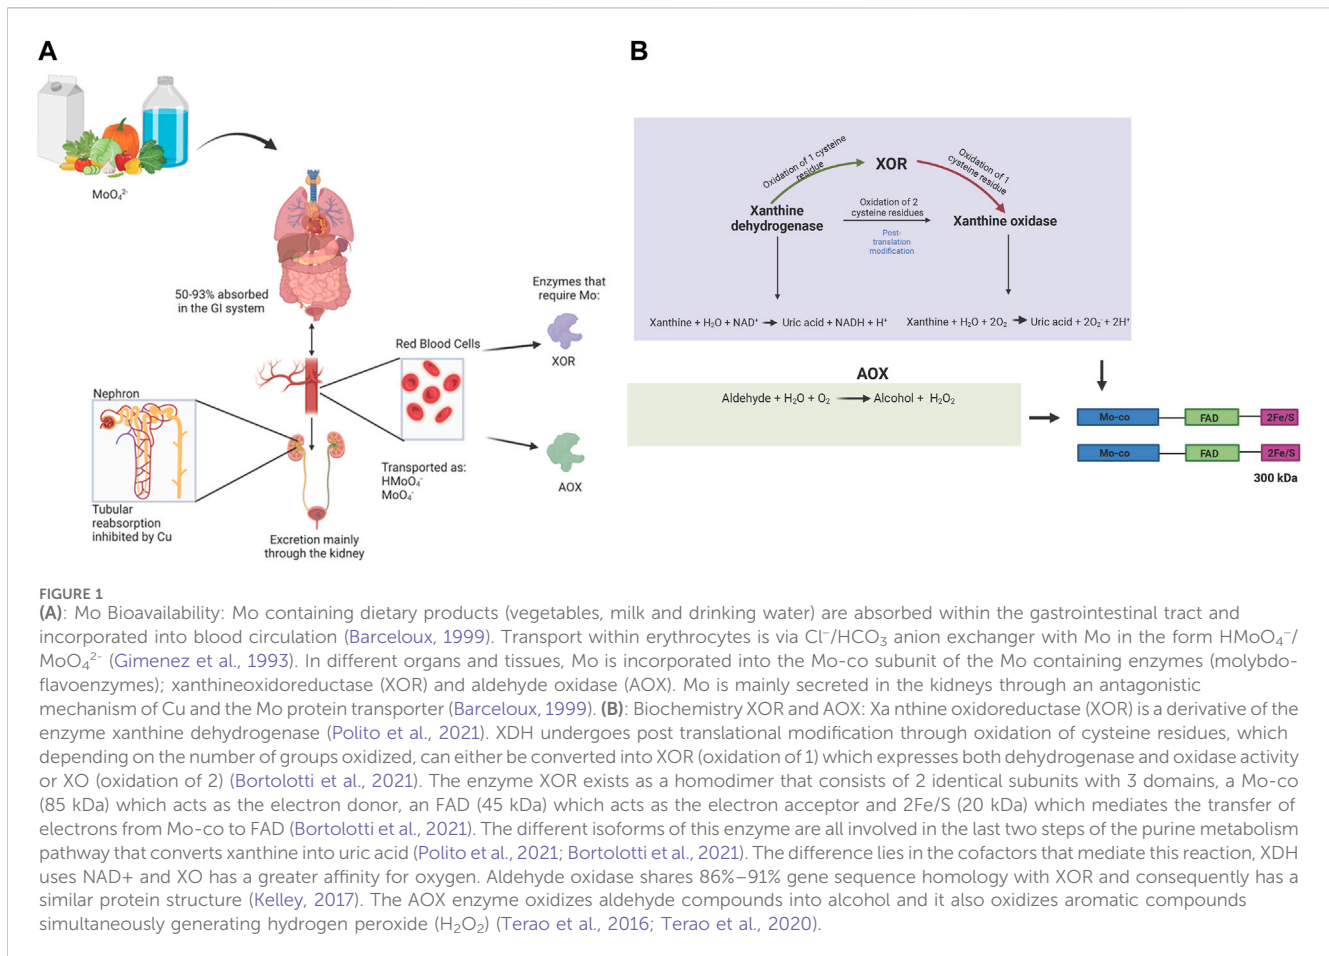 A
MoO₄²⁻
50-93% absorbed
in the GI system
Enzymes that
require Mo:
XOR
Red Blood Cells
Nephron
Transported as:
HMoO₄⁻
MoO₄⁻
AOX
Tubular
reabsorption
inhibited by Cu
Excretion mainly
through the kidney
B
Oxidation of 1 cysteine
residue
XOR
Oxidation of 1
cysteine residue
Xanthine
dehydrogenase
Oxidation of 2
cysteine residues
Post-
translation
modification
Xanthine oxidase
Xanthine + H₂O + NAD⁺ → Uric acid + NADH + H⁺
Xanthine + H₂O + 2O₂ → Uric acid + 2O₂⁻ + 2H⁺
AOX
Aldehyde + H₂O + O₂ → Alcohol + H₂O₂
Mo-co FAD 2Fe/S
Mo-co FAD 2Fe/S
300 kDa
FIGURE 1
(A): Mo Bioavailability: Mo containing dietary products (vegetables, milk and drinking water) are absorbed within the gastrointestinal tract and
incorporated into blood circulation (Barceloux, 1999). Transport within erythrocytes is via Cl⁻/HCO₃ anion exchanger with Mo in the form HMoO₄⁻/
MoO₄²⁻ (Gimenez et al., 1993). In different organs and tissues, Mo is incorporated into the Mo-co subunit of the Mo containing enzymes (molybdo-
flavoenzymes); xanthineoxidoreductase (XOR) and aldehyde oxidase (AOX). Mo is mainly secreted in the kidneys through an antagonistic
mechanism of Cu and the Mo protein transporter (Barceloux, 1999). (B): Biochemistry XOR and AOX: Xa nthine oxidoreductase (XOR) is a derivative of the
enzyme xanthine dehydrogenase (Polito et al., 2021). XDH undergoes post translational modification through oxidation of cysteine residues, which
depending on the number of groups oxidized, can either be converted into XOR (oxidation of 1) which expresses both dehydrogenase and oxidase activity
or XO (oxidation of 2) (Bortolotti et al., 2021). The enzyme XOR exists as a homodimer that consists of 2 identical subunits with 3 domains, a Mo-co
(85 kDa) which acts as the electron donor, an FAD (45 kDa) which acts as the electron acceptor and 2Fe/S (20 kDa) which mediates the transfer of
electrons from Mo-co to FAD (Bortolotti et al., 2021). The different isoforms of this enzyme are all involved in the last two steps of the purine metabolism
pathway that converts xanthine into uric acid (Polito et al., 2021; Bortolotti et al., 2021). The difference lies in the cofactors that mediate this reaction, XDH
uses NAD+ and XO has a greater affinity for oxygen. Aldehyde oxidase shares 86%–91% gene sequence homology with XOR and consequently has a
similar protein structure (Kelley, 2017). The AOX enzyme oxidizes aldehyde compounds into alcohol and it also oxidizes aromatic compounds
simultaneously generating hydrogen peroxide (H₂O₂) (Terao et al., 2016; Terao et al., 2020).